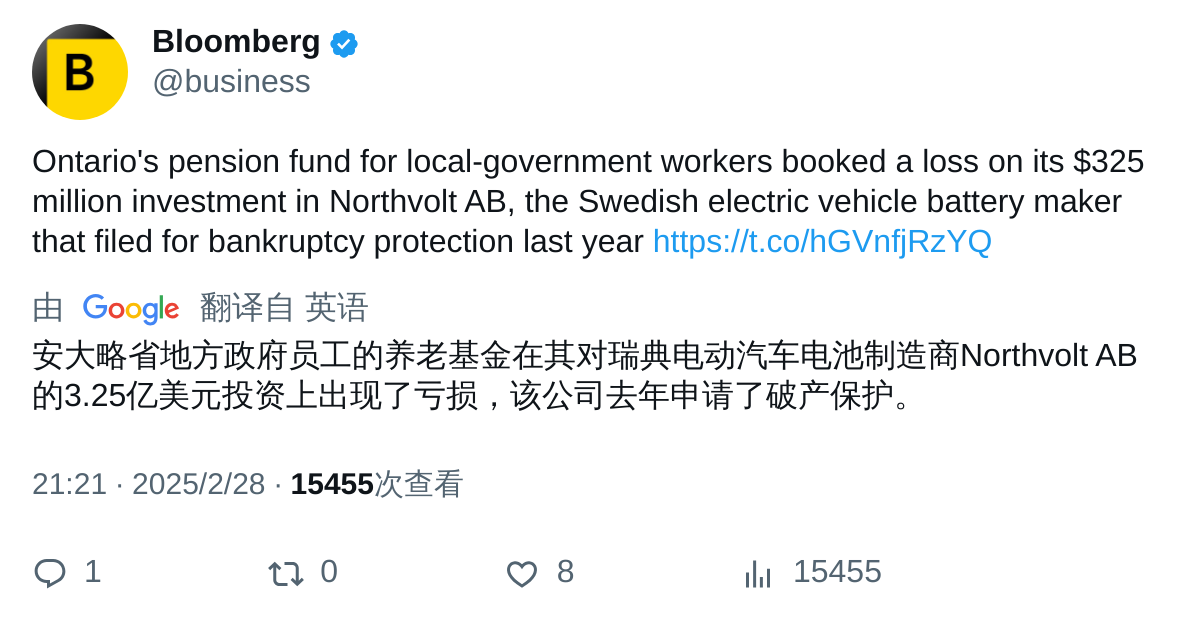 B
Bloomberg
@business
Ontario's pension fund for local-government workers booked a loss on its $325
million investment in Northvolt AB, the Swedish electric vehicle battery maker
that filed for bankruptcy protection last year https://t.co/hGVnfjRzYQ
由 Google 翻译自 英语
安大略省地方政府员工的养老基金在其对瑞典电动汽车电池制造商Northvolt AB
的3.25亿美元投资上出现了亏损，该公司去年申请了破产保护。
21:21 · 2025/2/28 · 15455次查看
1 0 8 15455